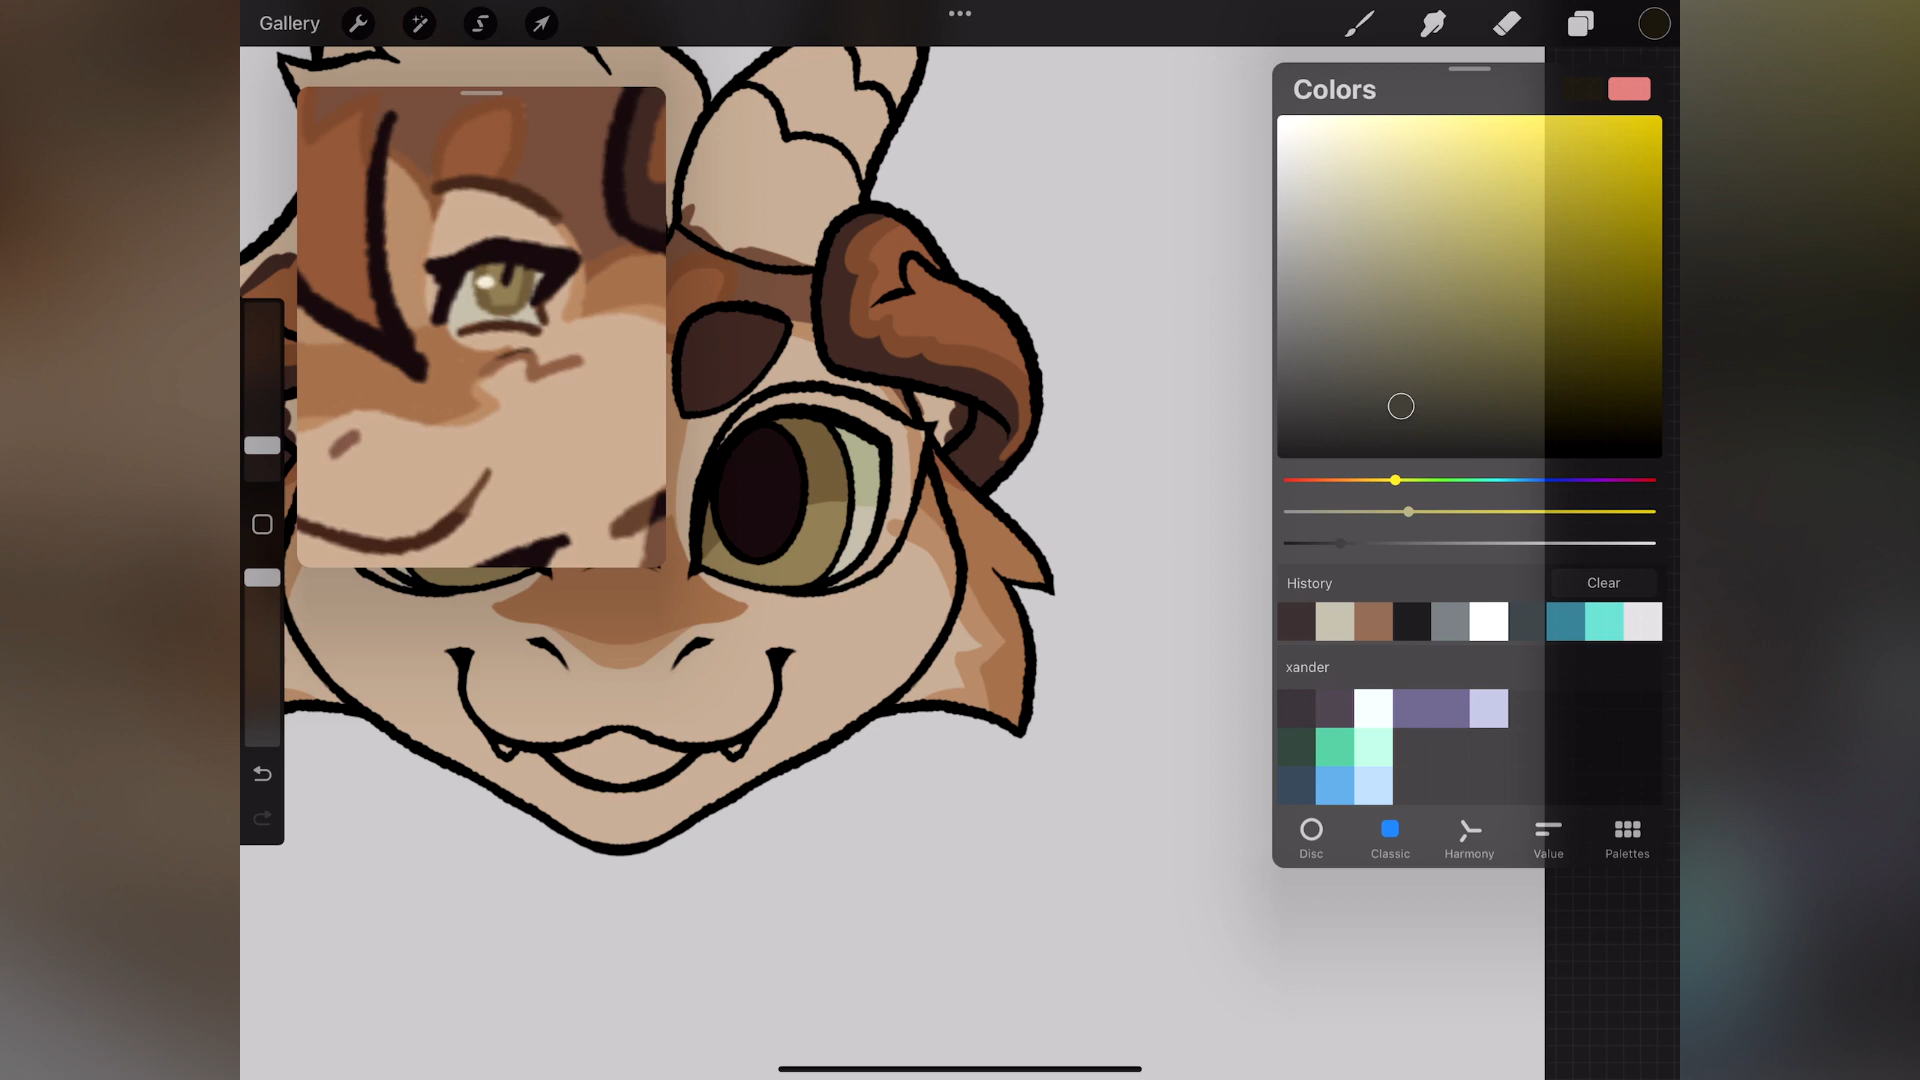 Gallery
Colors
History
Clear
xander
Disc
Classic
Harmony
Value
Palettes